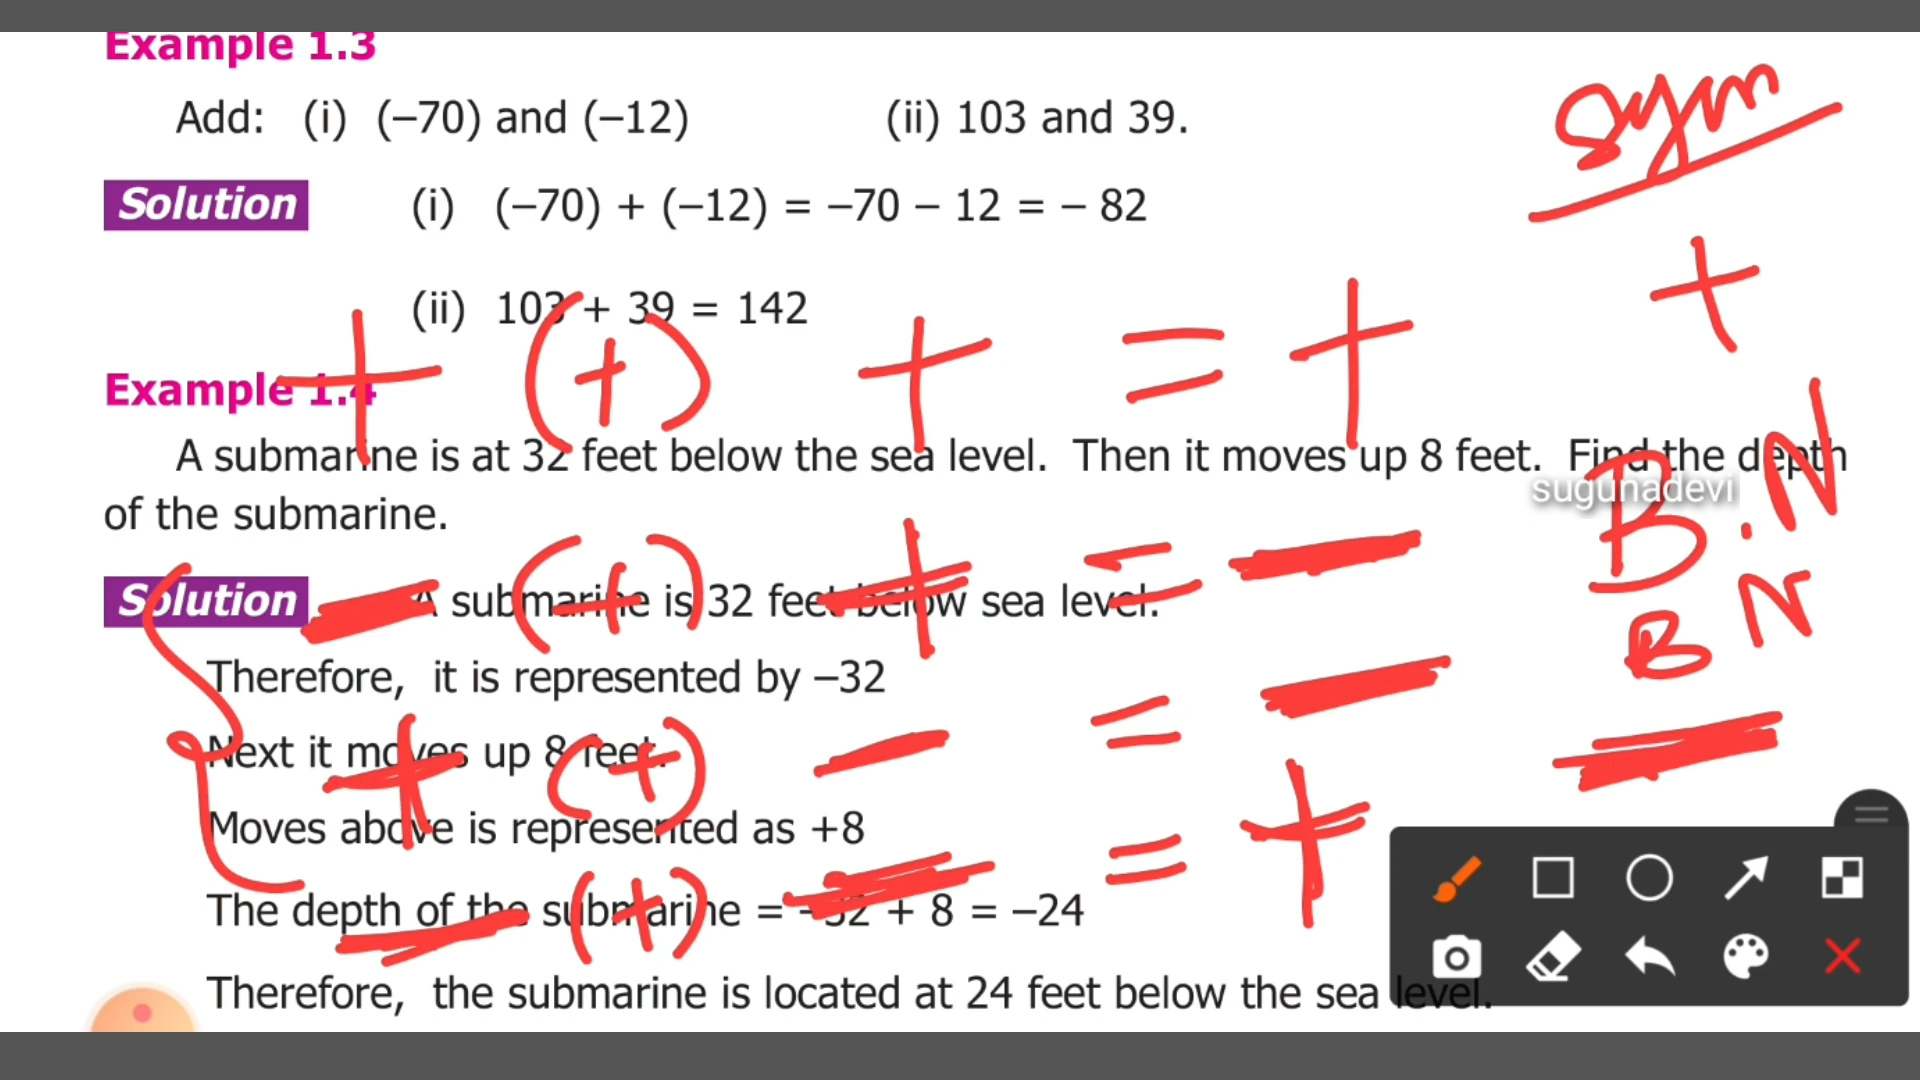 Example 1.3
Add: (i) (–70) and (–12) (ii) 103 and 39.
sym
Solution (i) (–70) + (–12) = –70 – 12 = – 82
+
(ii) 103 + 39 = 142
+ (+) + = +
Example 1.4
B.N
A submarine is at 32 feet below the sea level. Then it moves up 8 feet. Find the depth
sugunadevi
of the submarine.
– (+) + = –
Solution A submarine is 32 feet below sea level.
B N
Therefore, it is represented by –32
+ (+) – = –
–
Next it moves up 8 feet.
Moves above is represented as +8
– (+) – = +
The depth of the submarine = –32 + 8 = –24
Therefore, the submarine is located at 24 feet below the sea level.